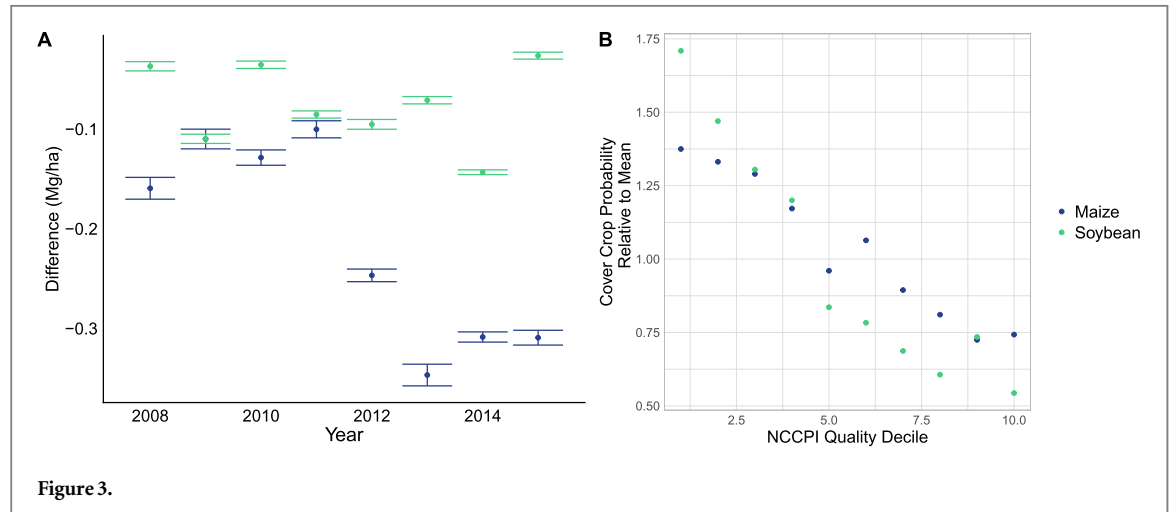 A
Difference (Mg/ha)
−0.1
−0.2
−0.3
2008
2010
2012
2014
Year
B
Cover Crop Probability
Relative to Mean
1.75
1.50
1.25
1.00
0.75
0.50
2.5
5.0
7.5
10.0
NCCPI Quality Decile
Maize
Soybean
Figure 3.